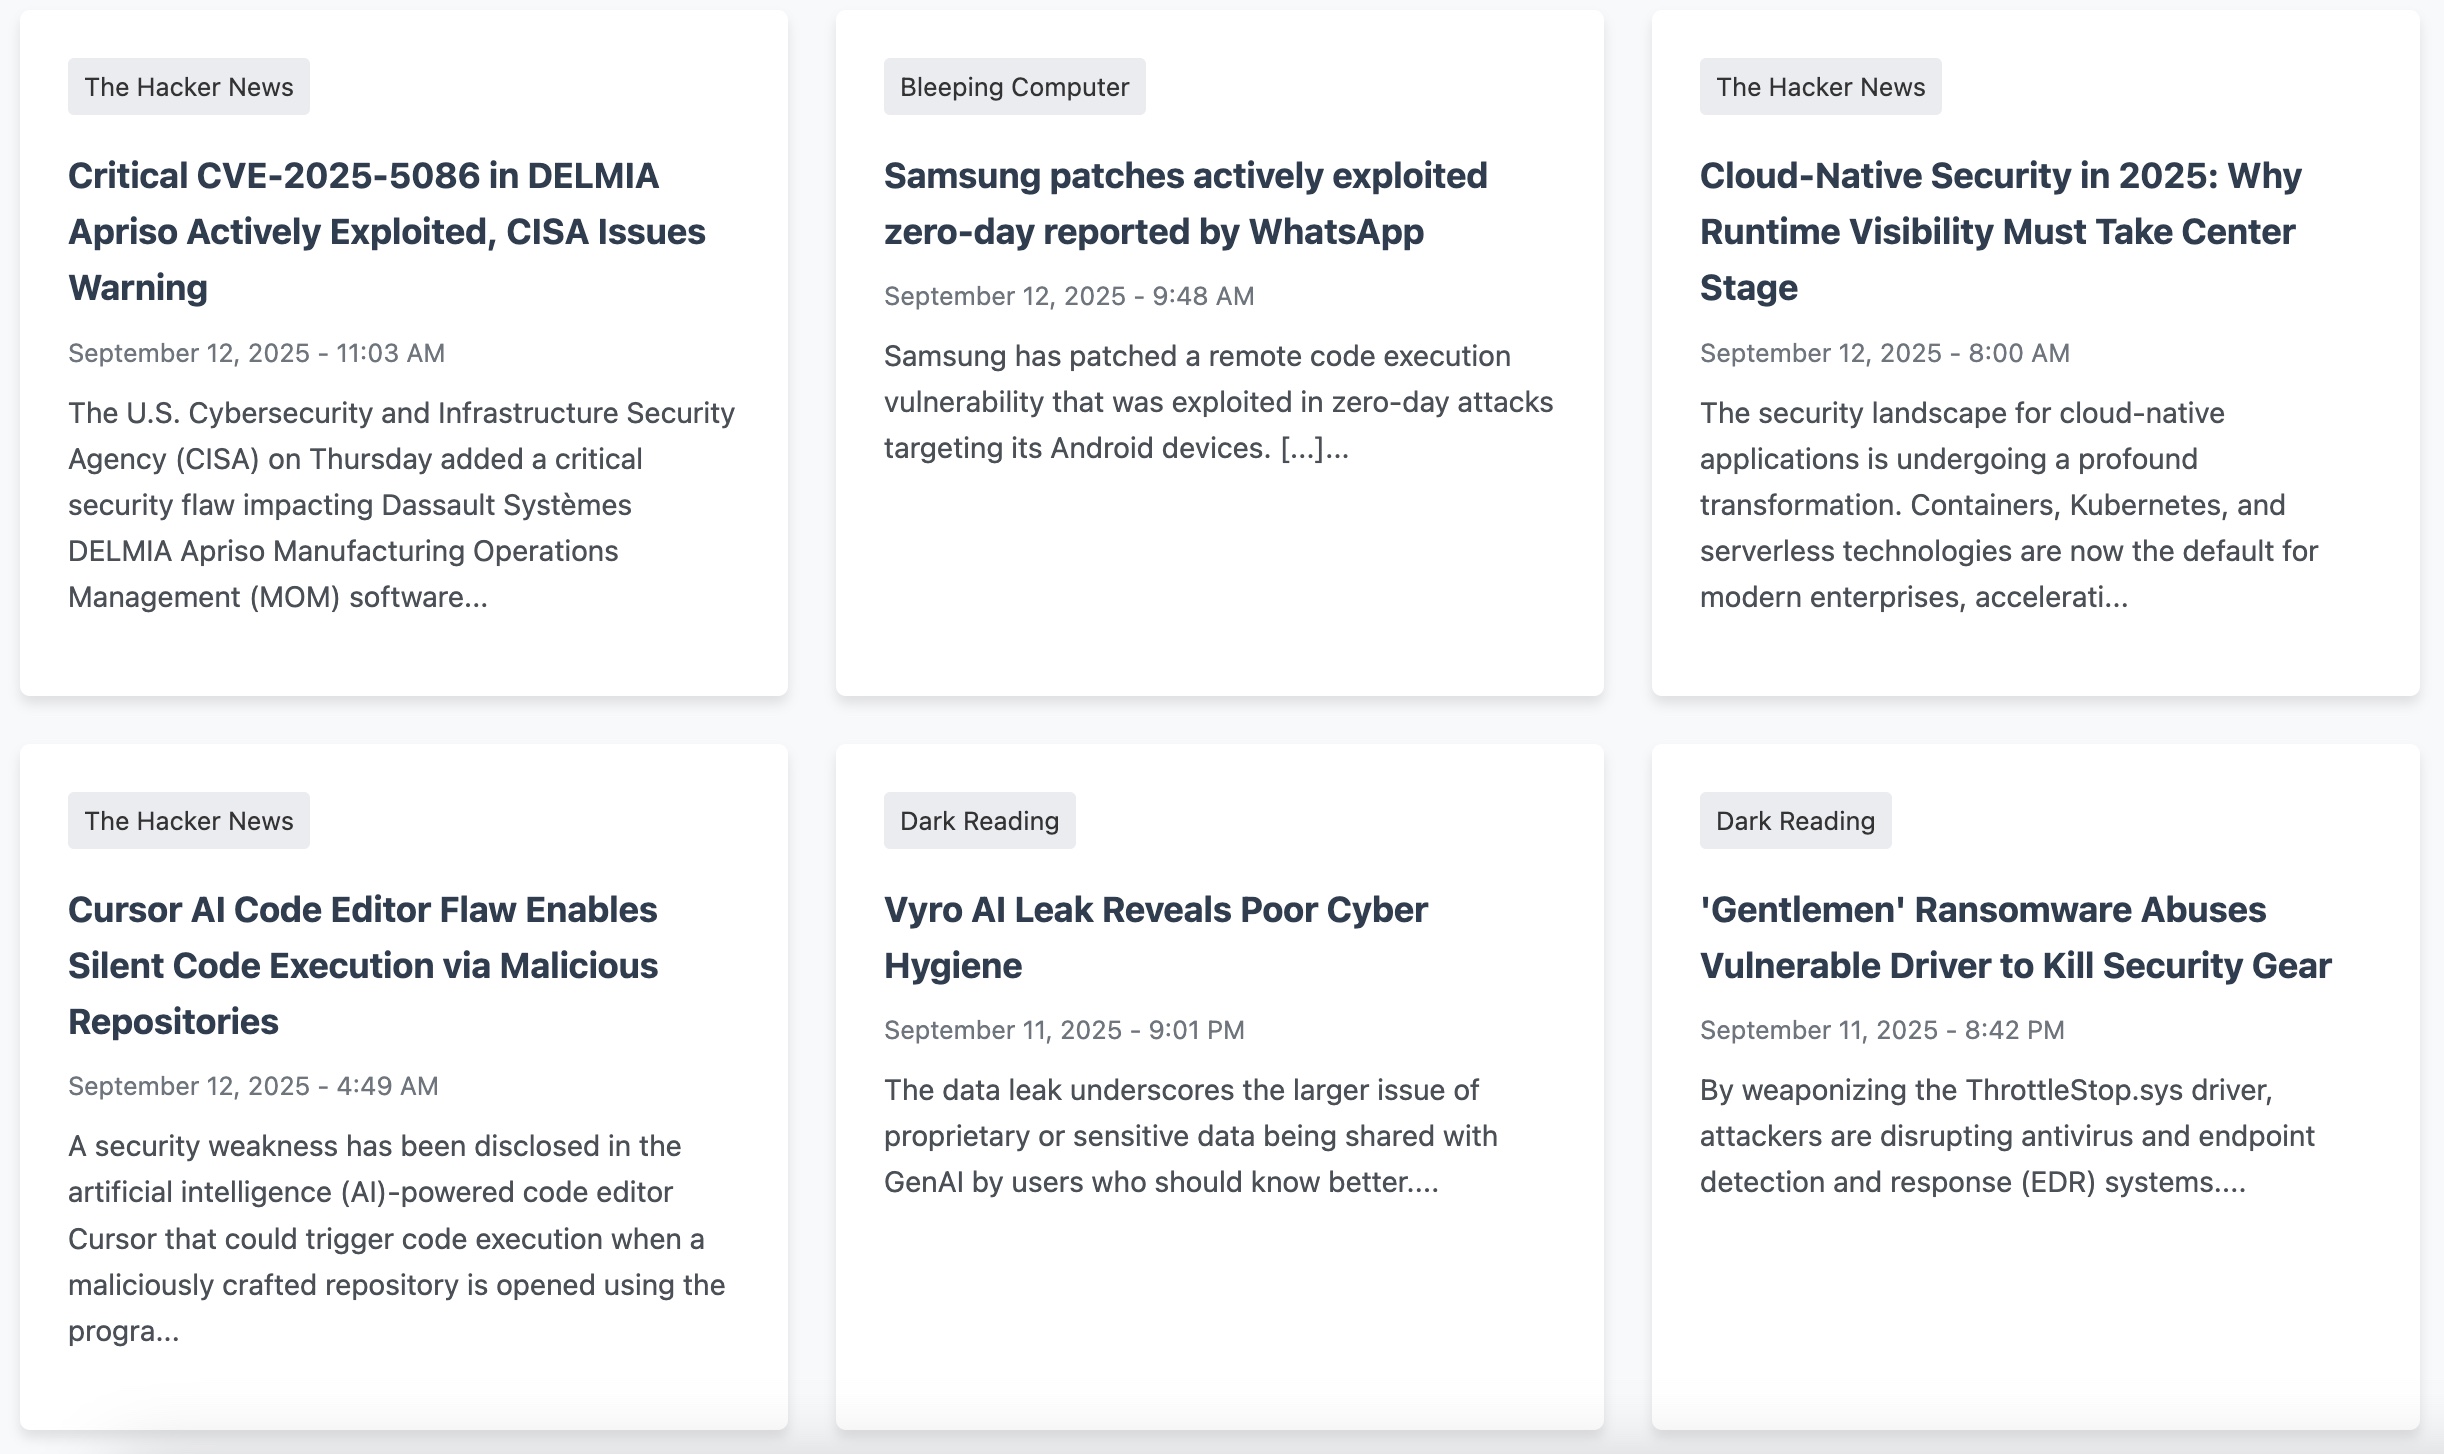 The Hacker News
Critical CVE-2025-5086 in DELMIA
Apriso Actively Exploited, CISA Issues
Warning
September 12, 2025 - 11:03 AM
The U.S. Cybersecurity and Infrastructure Security
Agency (CISA) on Thursday added a critical
security flaw impacting Dassault Systèmes
DELMIA Apriso Manufacturing Operations
Management (MOM) software...
Bleeping Computer
Samsung patches actively exploited
zero-day reported by WhatsApp
September 12, 2025 - 9:48 AM
Samsung has patched a remote code execution
vulnerability that was exploited in zero-day attacks
targeting its Android devices. [...]...
The Hacker News
Cloud-Native Security in 2025: Why
Runtime Visibility Must Take Center
Stage
September 12, 2025 - 8:00 AM
The security landscape for cloud-native
applications is undergoing a profound
transformation. Containers, Kubernetes, and
serverless technologies are now the default for
modern enterprises, accelerati...
The Hacker News
Cursor AI Code Editor Flaw Enables
Silent Code Execution via Malicious
Repositories
September 12, 2025 - 4:49 AM
A security weakness has been disclosed in the
artificial intelligence (AI)-powered code editor
Cursor that could trigger code execution when a
maliciously crafted repository is opened using the
progra...
Dark Reading
Vyro AI Leak Reveals Poor Cyber
Hygiene
September 11, 2025 - 9:01 PM
The data leak underscores the larger issue of
proprietary or sensitive data being shared with
GenAI by users who should know better....
Dark Reading
'Gentlemen' Ransomware Abuses
Vulnerable Driver to Kill Security Gear
September 11, 2025 - 8:42 PM
By weaponizing the ThrottleStop.sys driver,
attackers are disrupting antivirus and endpoint
detection and response (EDR) systems....